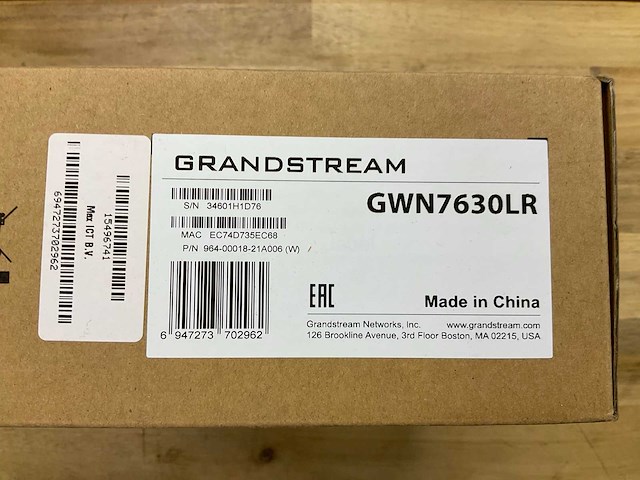 GRANDSTREAM
GWN7630LR
S/N 34601H1D76
MAC EC74D735EC68
P/N 964-00018-21A006 (W)
6 947273 702962
EAC
Made in China
Grandstream Networks, Inc. www.grandstream.com
126 Brookline Avenue, 3rd Floor Boston, MA 02215, USA
15496741
Max ICT B.V.
6947273702962